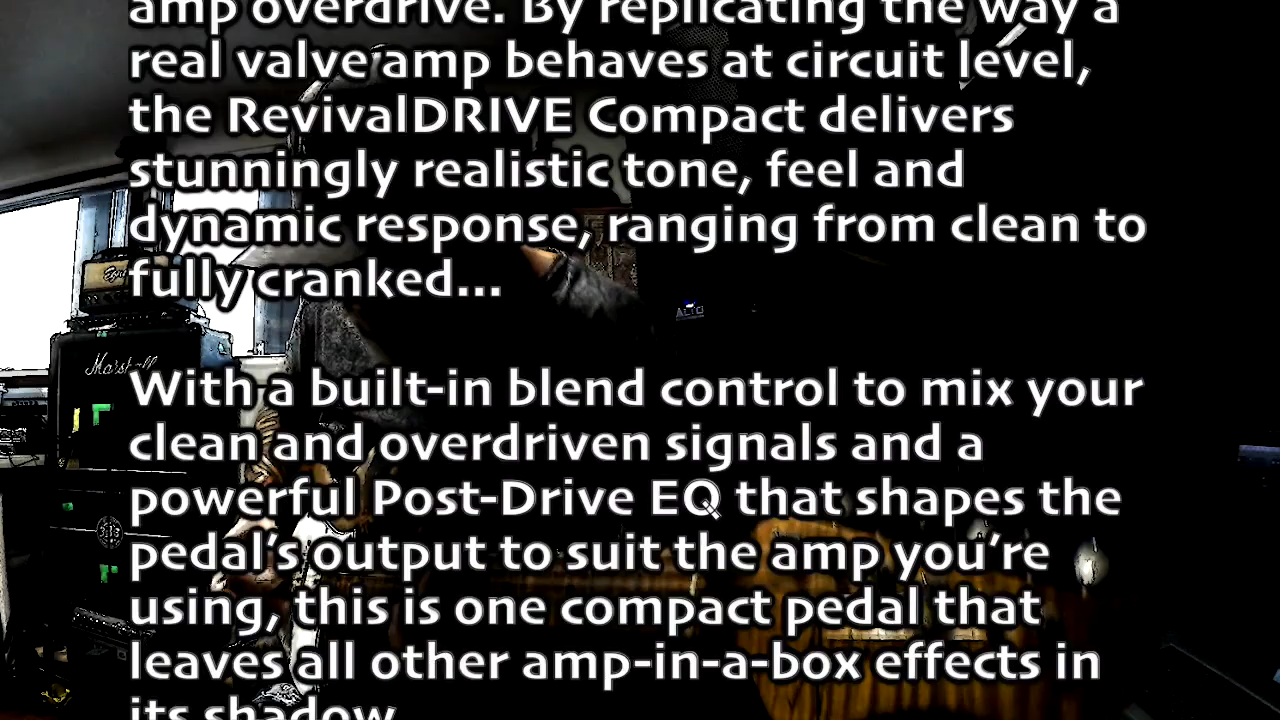 amp overdrive. By replicating the way a
real valve amp behaves at circuit level,
the RevivalDRIVE Compact delivers
stunningly realistic tone, feel and
dynamic response, ranging from clean to
fully cranked...
Marshall
With a built-in blend control to mix your
clean and overdriven signals and a
powerful Post-Drive EQ that shapes the
pedal’s output to suit the amp you’re
using, this is one compact pedal that
leaves all other amp-in-a-box effects in
its shadow